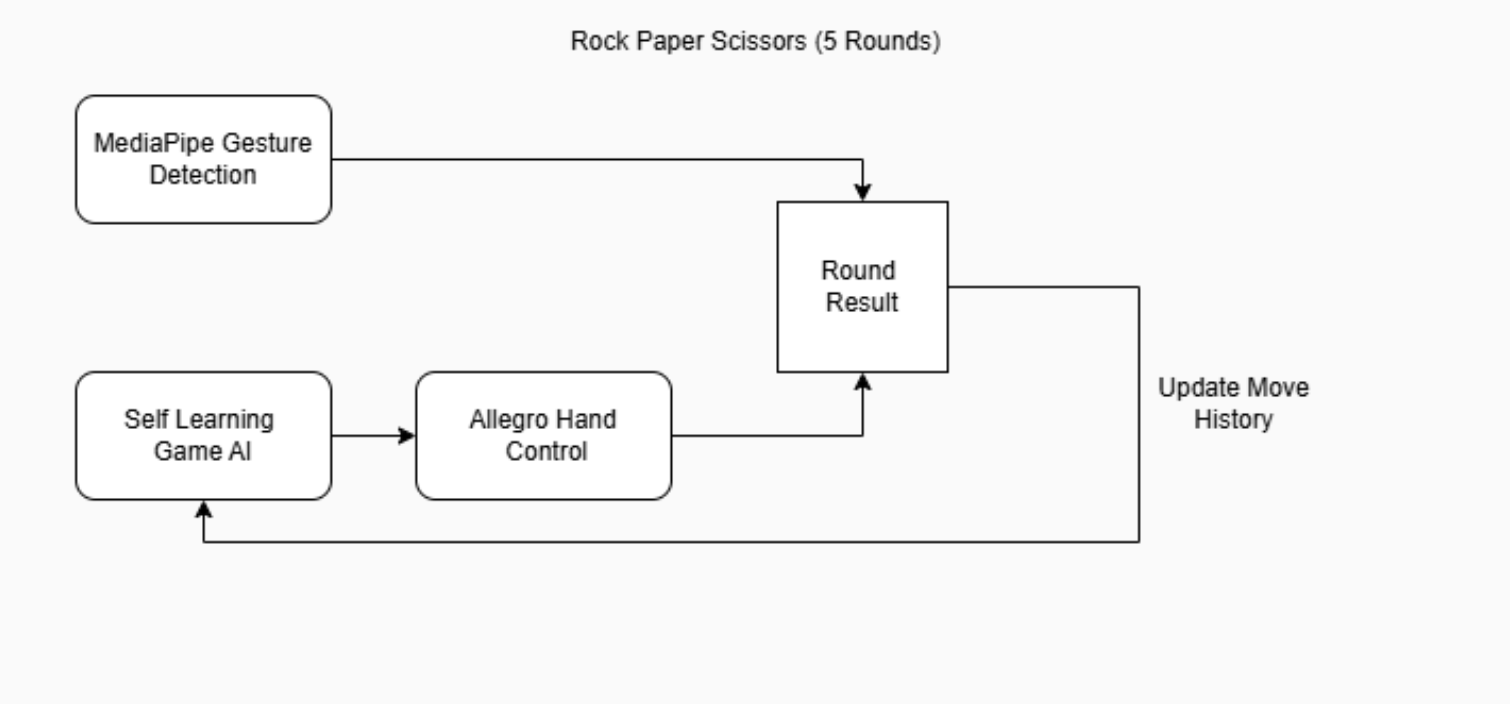 Rock Paper Scissors (5 Rounds)
MediaPipe Gesture
Detection
Round
Result
Self Learning
Game AI
Allegro Hand
Control
Update Move
History